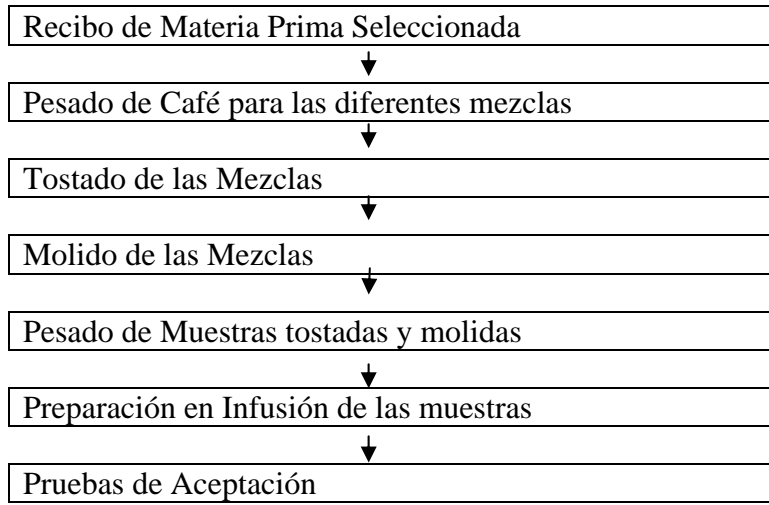 Recibo de Materia Prima Seleccionada
Pesado de Café para las diferentes mezclas
Tostado de las Mezclas
Molido de las Mezclas
Pesado de Muestras tostadas y molidas
Preparación en Infusión de las muestras
Pruebas de Aceptación